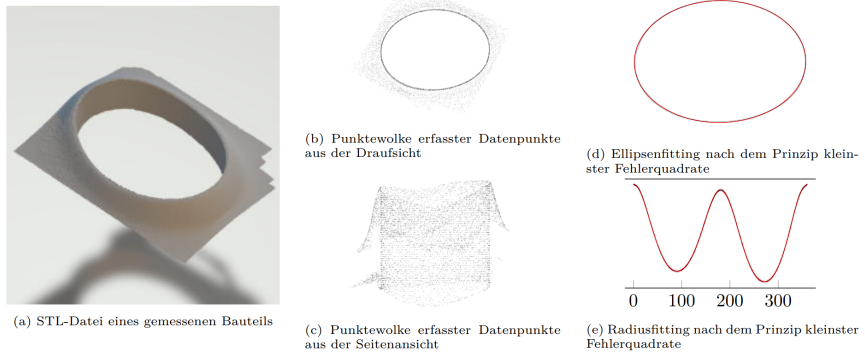 (a) STL-Datei eines gemessenen Bauteils
(b) Punktewolke erfasster Datenpunkte
aus der Draufsicht
(c) Punktewolke erfasster Datenpunkte
aus der Seitenansicht
(d) Ellipsenfitting nach dem Prinzip klein-
ster Fehlerquadrate
0 100 200 300
(e) Radiusfitting nach dem Prinzip kleinster
Fehlerquadrate